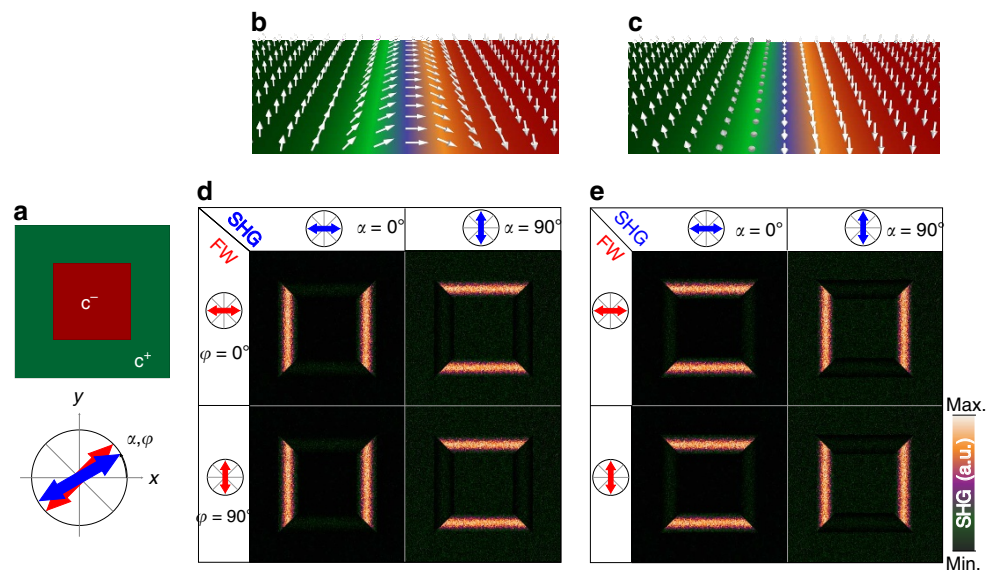 b
c
a
c⁻
c⁺
y
α,φ
x
d
SHG
FW
α = 0°
α = 90°
φ = 0°
φ = 90°
e
SHG
FW
α = 0°
α = 90°
Max.
SHG (a.u.)
Min.